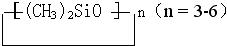 [(CH₃)₂SiO]n (n = 3-6)